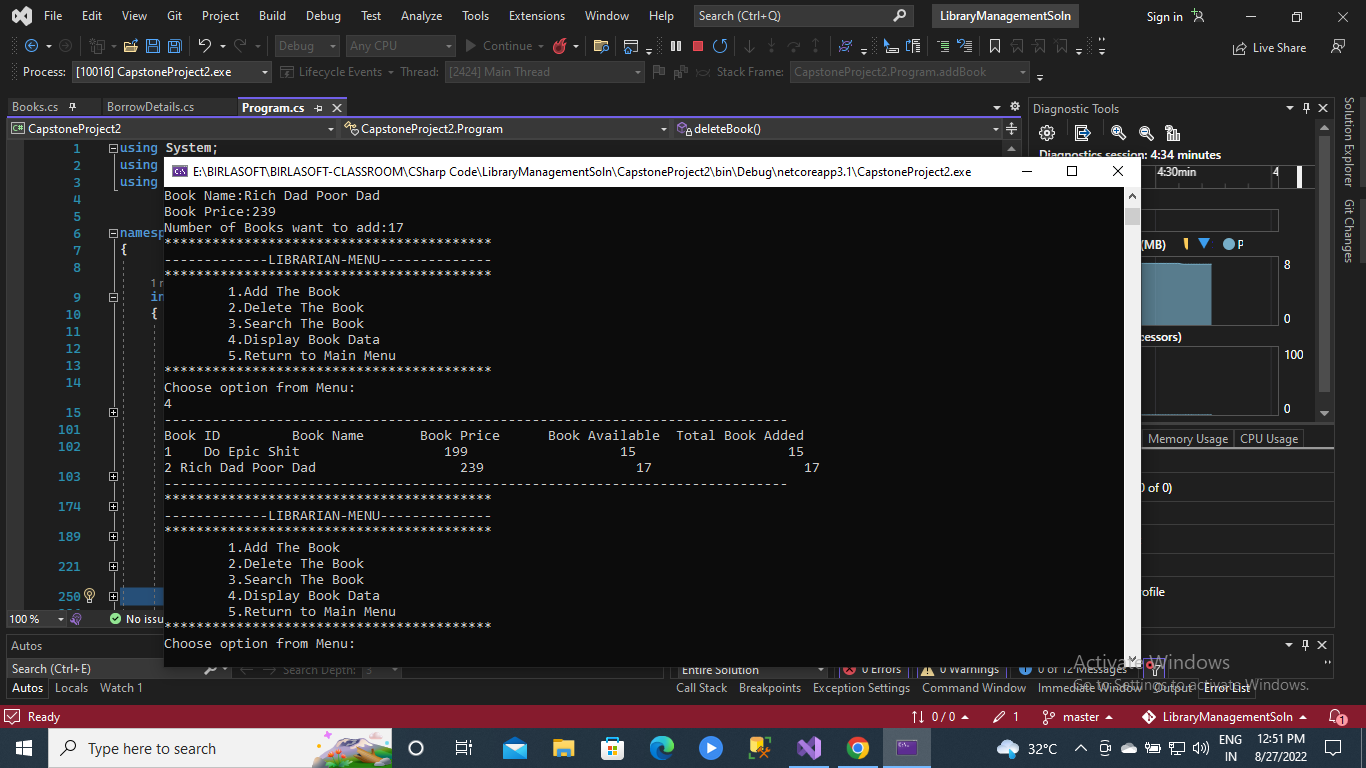 File Edit View Git Project Build Debug Test Analyze Tools Extensions Window Help Search (Ctrl+Q) LibraryManagementSoln Sign in
Debug Any CPU Continue Live Share
Process: [10016] CapstoneProject2.exe Lifecycle Events Thread: [2424] Main Thread Stack Frame: CapstoneProject2.Program.addBook
Books.cs BorrowDetails.cs Program.cs
CapstoneProject2 CapstoneProject2.Program deleteBook()
1 using System;
2 using
3 using
4
5
6 namesp
7 {
8
9 in
10 {
11
12
13
14
15
101
102
103
174
189
221
250
100 % No issu
E:\BIRLASOFT\BIRLASOFT-CLASSROOM\CSharp Code\LibraryManagementSoln\CapstoneProject2\bin\Debug\netcoreapp3.1\CapstoneProject2.exe
Book Name:Rich Dad Poor Dad
Book Price:239
Number of Books want to add:17
*****************************************
-------------LIBRARIAN-MENU--------------
*****************************************
1.Add The Book
2.Delete The Book
3.Search The Book
4.Display Book Data
5.Return to Main Menu
*****************************************
Choose option from Menu:
4
------------------------------------------------------------------------------
Book ID Book Name Book Price Book Available Total Book Added
1 Do Epic Shit 199 15 15
2 Rich Dad Poor Dad 239 17 17
------------------------------------------------------------------------------
*****************************************
-------------LIBRARIAN-MENU--------------
*****************************************
1.Add The Book
2.Delete The Book
3.Search The Book
4.Display Book Data
5.Return to Main Menu
*****************************************
Choose option from Menu:
Diagnostic Tools
Diagnostics session: 4:34 minutes
4:30min 4
(MB) P
8
0
cessors)
100
0
Memory Usage CPU Usage
0 of 0)
ofile
Solution Explorer
Git Changes
Autos
Search (Ctrl+E) Search Depth: 3
Autos Locals Watch 1
Entire Solution 0 Errors 0 Warnings 0 of 12 Messages
Call Stack Breakpoints Exception Settings Command Window Immediate Window Output Error List
Activate Windows
Go to Settings to activate Windows.
Ready 0 / 0 1 master LibraryManagementSoln 1
Type here to search 32°C ENG IN 12:51 PM 8/27/2022